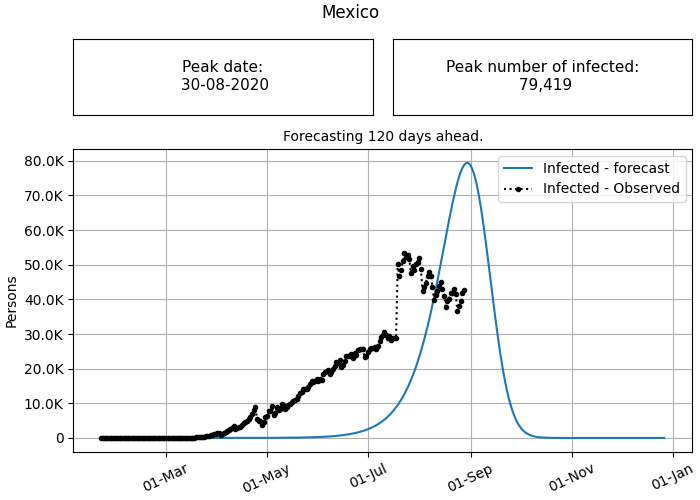 Mexico
Peak date:
30-08-2020
Peak number of infected:
79,419
Forecasting 120 days ahead.
Infected - forecast
Infected - Observed
80.0K
70.0K
60.0K
50.0K
40.0K
30.0K
20.0K
10.0K
0
Persons
01-Mar
01-May
01-Jul
01-Sep
01-Nov
01-Jan